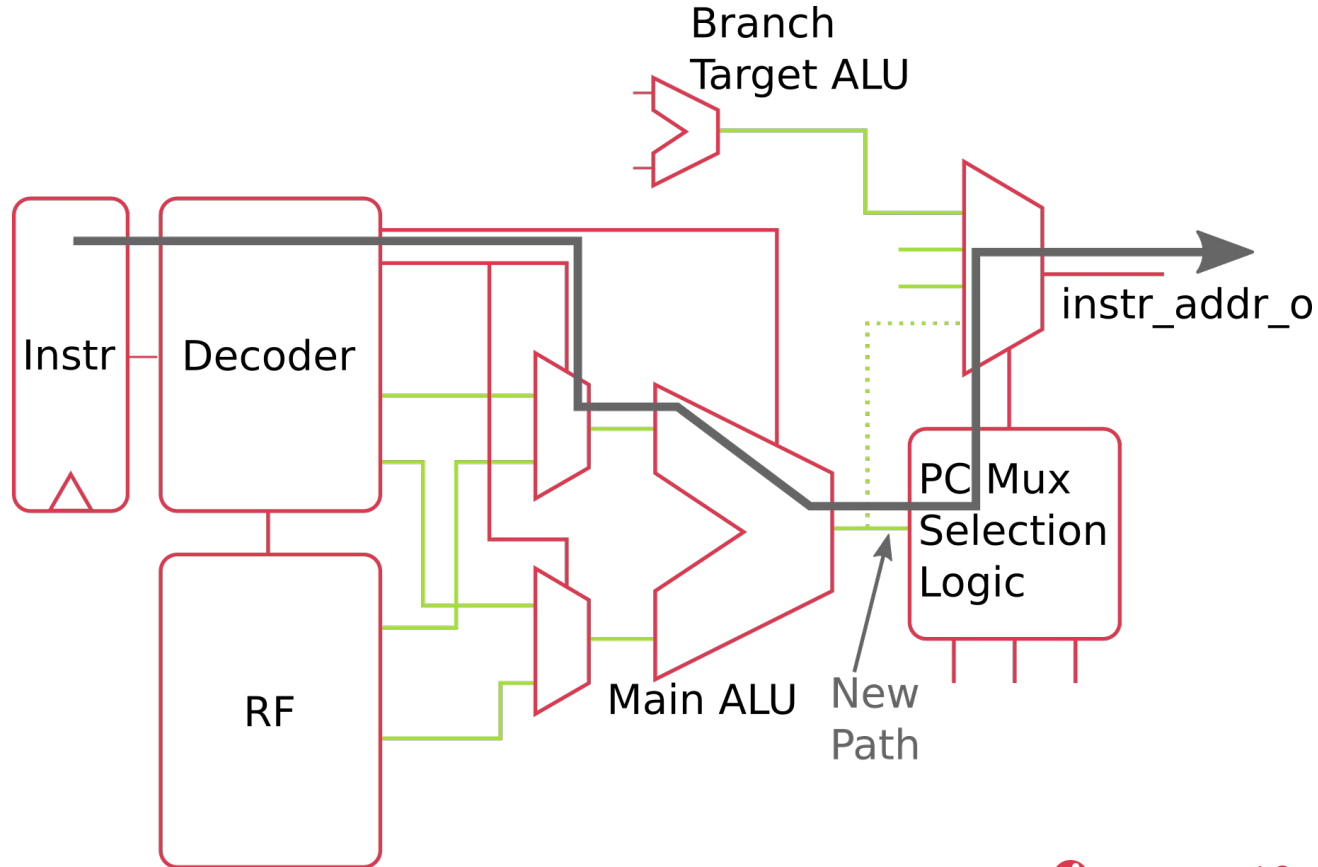 Branch
Target ALU
Instr
Decoder
instr_addr_o
PC Mux
Selection
Logic
RF
Main ALU
New
Path